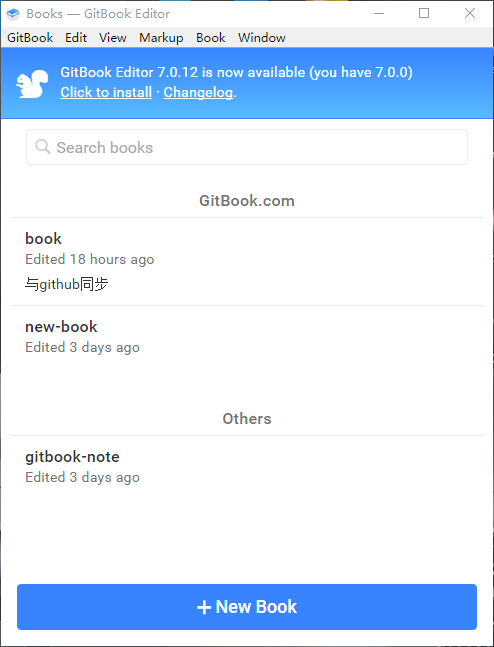 Books — GitBook Editor
GitBook Edit View Markup Book Window
GitBook Editor 7.0.12 is now available (you have 7.0.0)
Click to install · Changelog.
Search books
GitBook.com
book
Edited 18 hours ago
与github同步
new-book
Edited 3 days ago
Others
gitbook-note
Edited 3 days ago
New Book